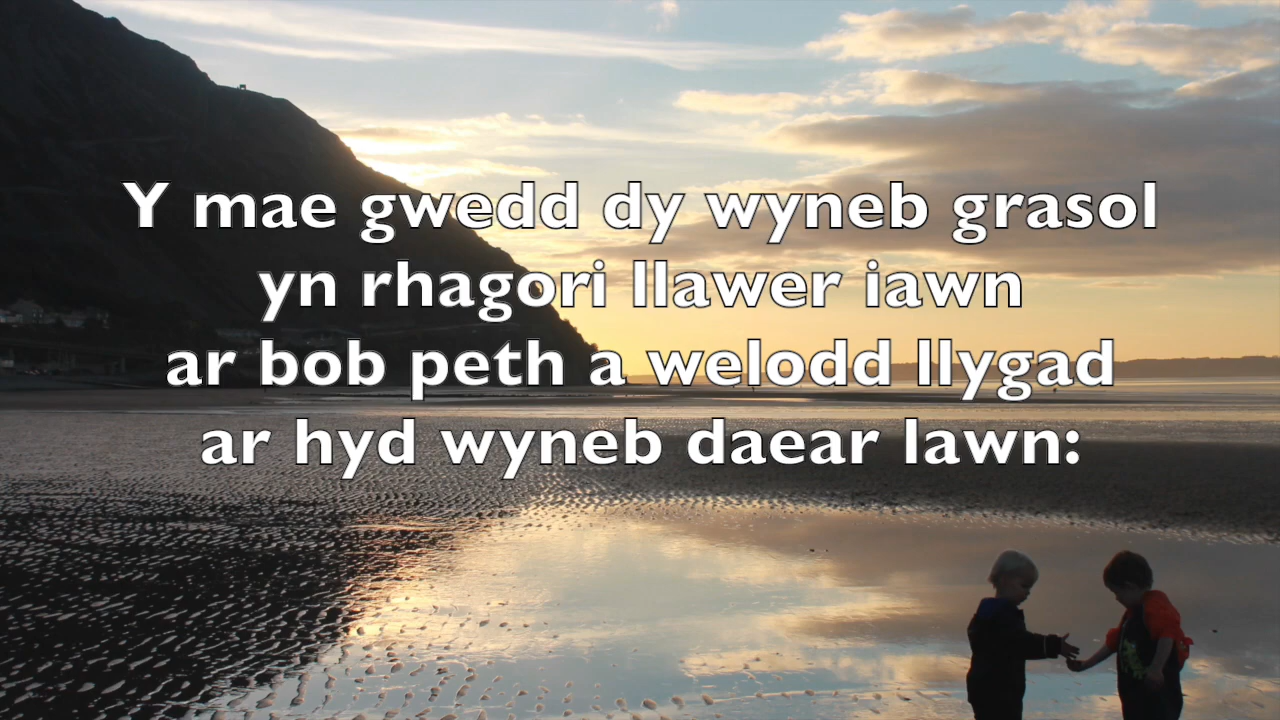 Y mae gwedd dy wyneb grasol
yn rhagori llawer iawn
ar bob peth a welodd llygad
ar hyd wyneb daear lawn: